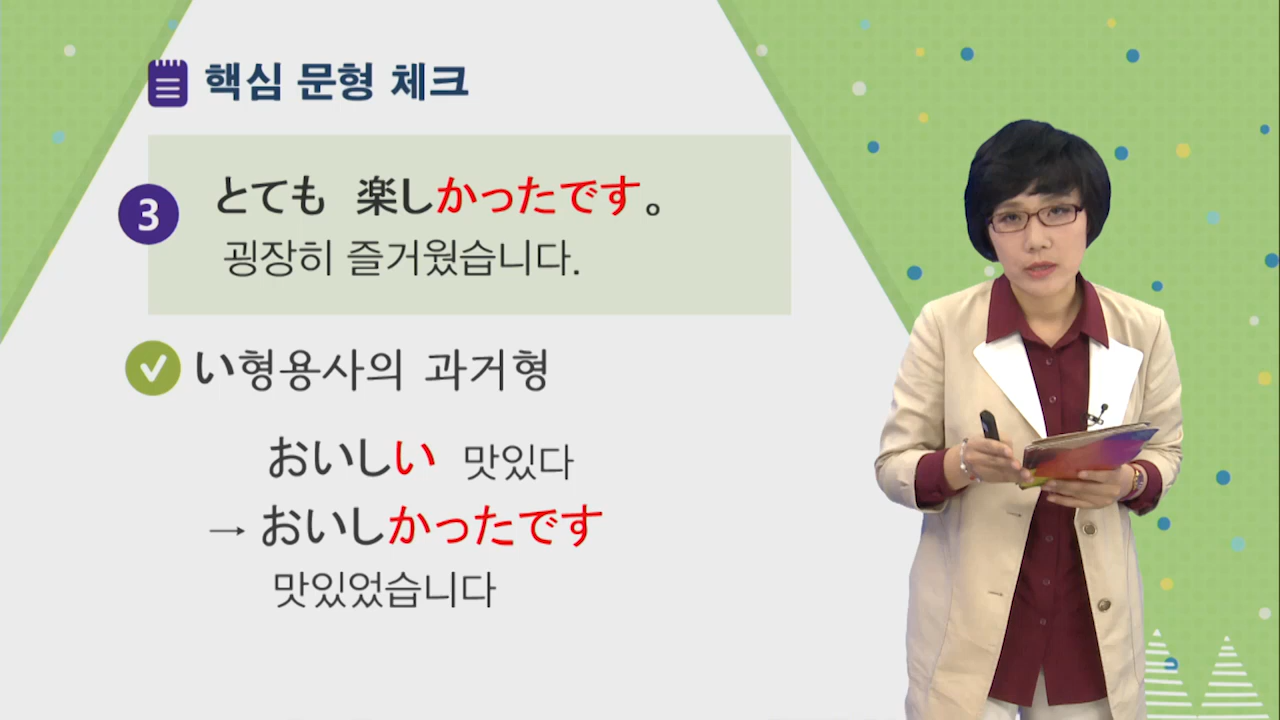 핵심 문형 체크
3 とても 楽しかったです。
굉장히 즐거웠습니다.
い형용사의 과거형
おいしい 맛있다
→ おいしかったです
맛있었습니다